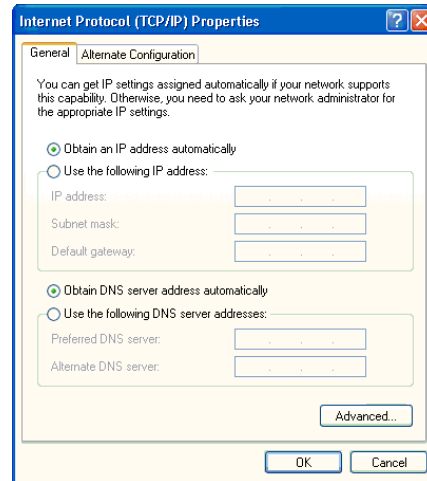 Internet Protocol (TCP/IP) Properties
General
Alternate Configuration
You can get IP settings assigned automatically if your network supports
this capability. Otherwise, you need to ask your network administrator for
the appropriate IP settings.
Obtain an IP address automatically
Use the following IP address:
IP address:
Subnet mask:
Default gateway:
Obtain DNS server address automatically
Use the following DNS server addresses:
Preferred DNS server:
Alternate DNS server:
Advanced...
OK
Cancel